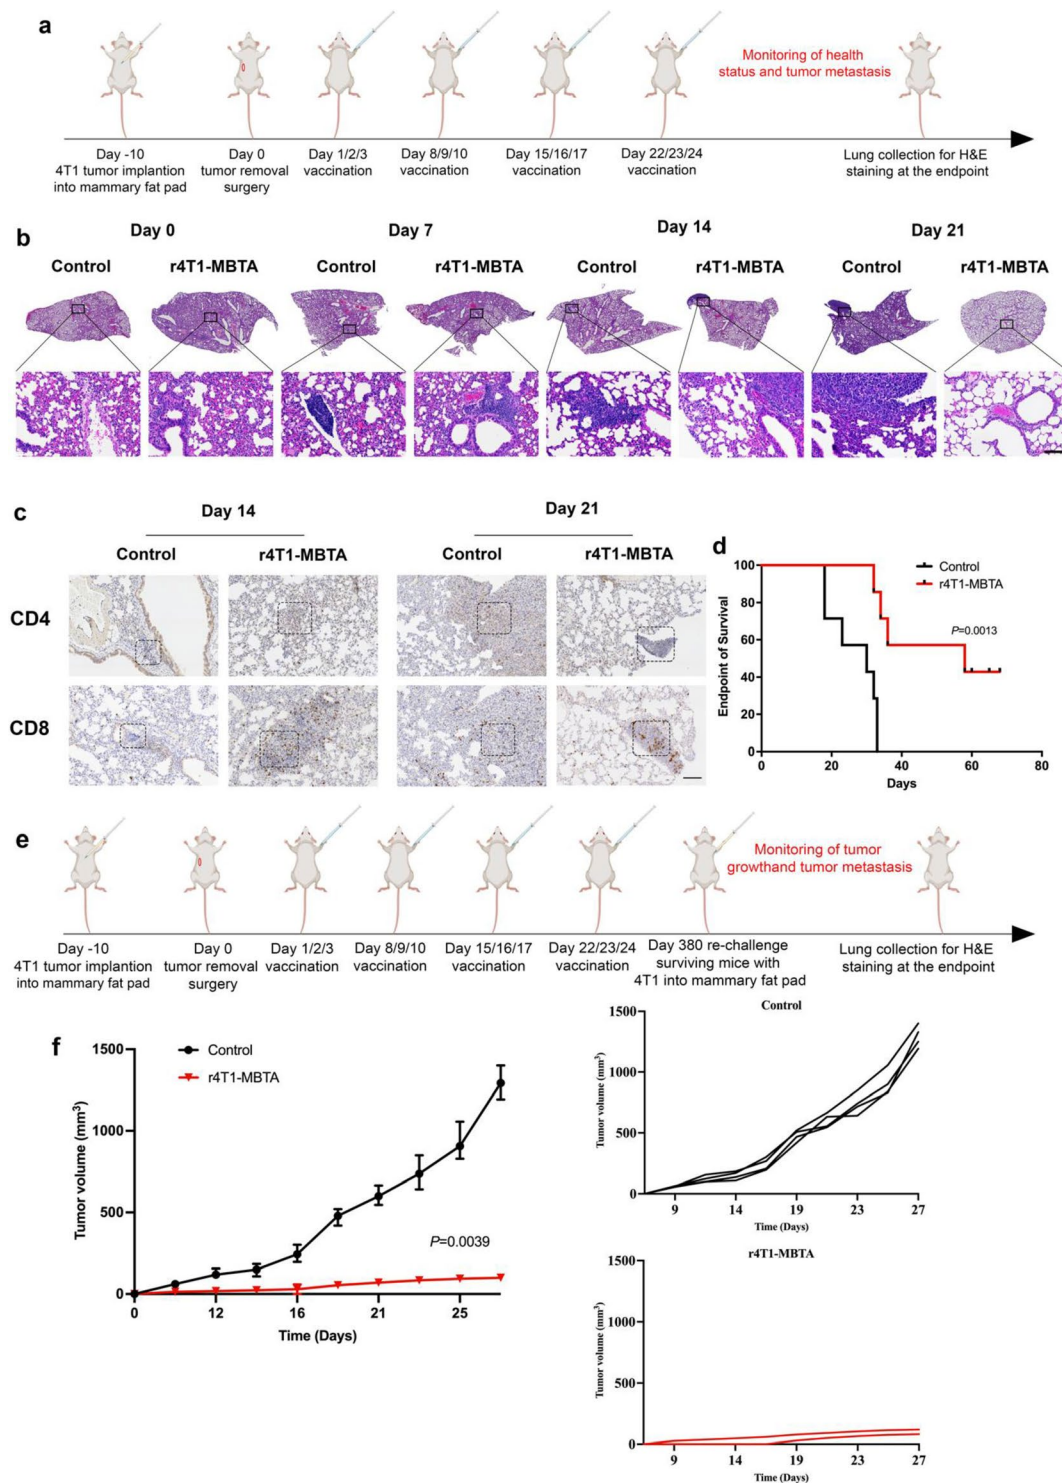 a
Monitoring of health
status and tumor metastasis
Day -10
4T1 tumor implantion
into mammary fat pad
Day 0
tumor removal
surgery
Day 1/2/3
vaccination
Day 8/9/10
vaccination
Day 15/16/17
vaccination
Day 22/23/24
vaccination
Lung collection for H&E
staining at the endpoint
b
Day 0 Day 7 Day 14 Day 21
Control r4T1-MBTA Control r4T1-MBTA Control r4T1-MBTA Control r4T1-MBTA
c
Day 14 Day 21
Control r4T1-MBTA Control r4T1-MBTA
CD4
CD8
d
Control
r4T1-MBTA
P=0.0013
Endpoint of Survival
100
80
60
40
20
0
0 20 40 60 80
Days
e
Monitoring of tumor
growthand tumor metastasis
Day -10
4T1 tumor implantion
into mammary fat pad
Day 0
tumor removal
surgery
Day 1/2/3
vaccination
Day 8/9/10
vaccination
Day 15/16/17
vaccination
Day 22/23/24
vaccination
Day 380 re-challenge
surviving mice with
4T1 into mammary fat pad
Lung collection for H&E
staining at the endpoint
f
Control
r4T1-MBTA
P=0.0039
Tumor volume (mm³)
1500
1000
500
0
0 12 16 21 25
Time (Days)
Control
Tumor volume (mm³)
1500
1000
500
0
9 14 19 23 27
Time (Days)
r4T1-MBTA
Tumor volume (mm³)
1500
1000
500
0
9 14 19 23 27
Time (Days)